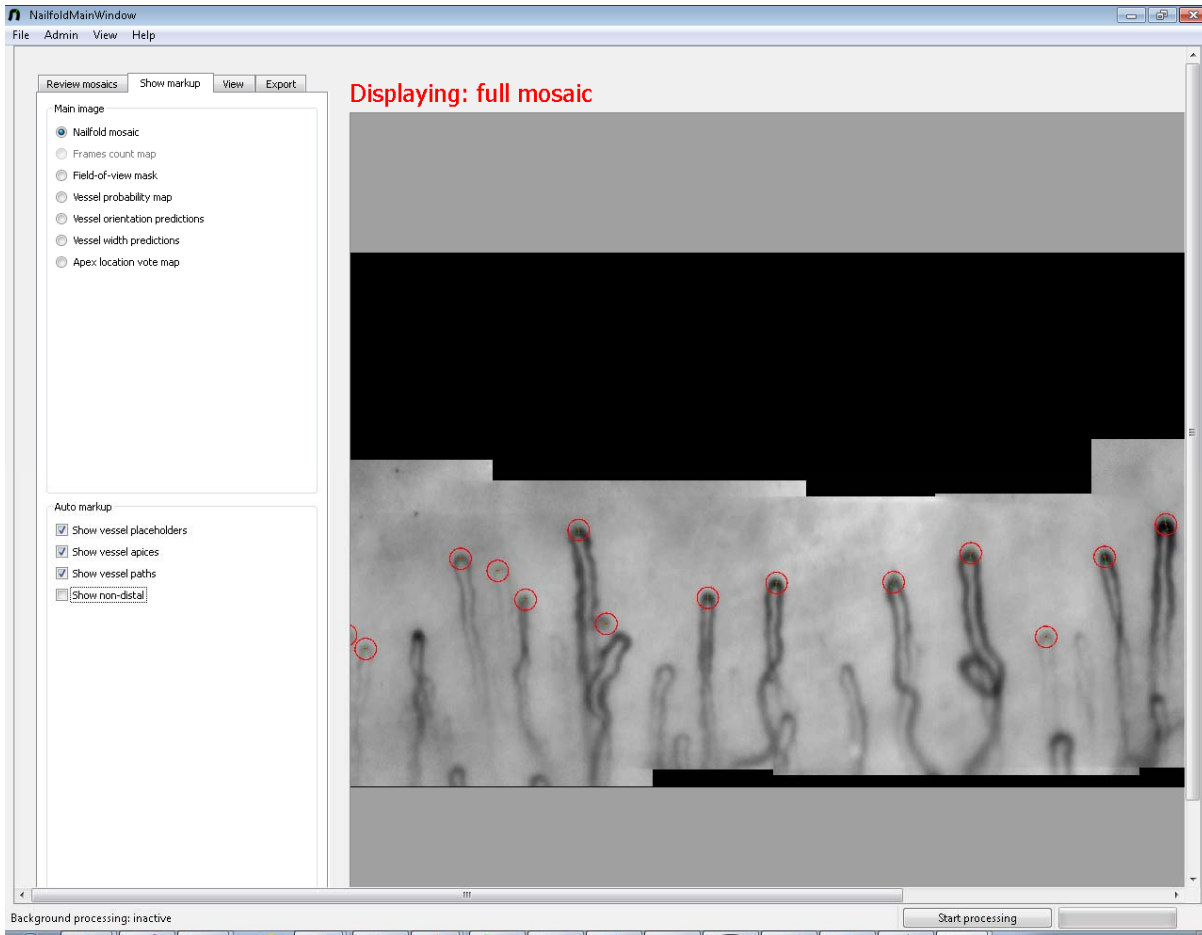 NailfoldMainWindow
File Admin View Help
Review mosaics Show markup View Export
Displaying: full mosaic
Main image
Nailfold mosaic
Frames count map
Field-of-view mask
Vessel probability map
Vessel orientation predictions
Vessel width predictions
Apex location vote map
Auto markup
Show vessel placeholders
Show vessel apices
Show vessel paths
Show non-distal
Background processing: inactive
Start processing